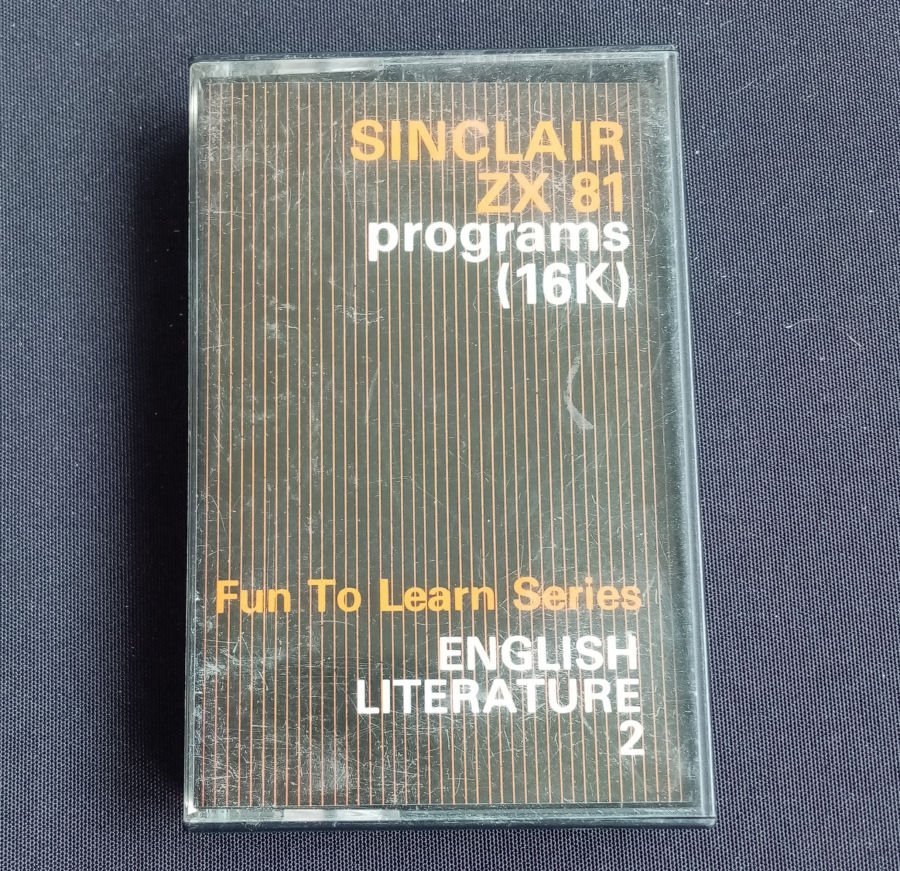 SINCLAIR
ZX 81
programs
(16K)
Fun To Learn Series
ENGLISH
LITERATURE
2